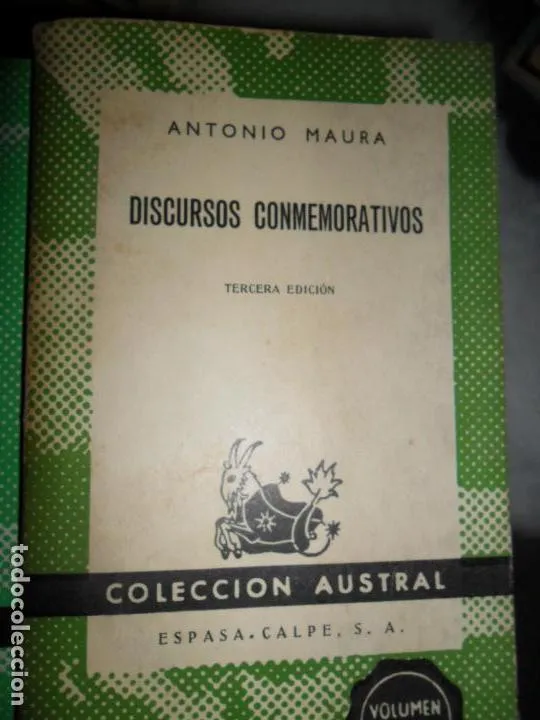 ANTONIO MAURA
DISCURSOS CONMEMORATIVOS
TERCERA EDICIÓN
COLECCION AUSTRAL
ESPASA-CALPE, S. A.
VOLUMEN
todocoleccion